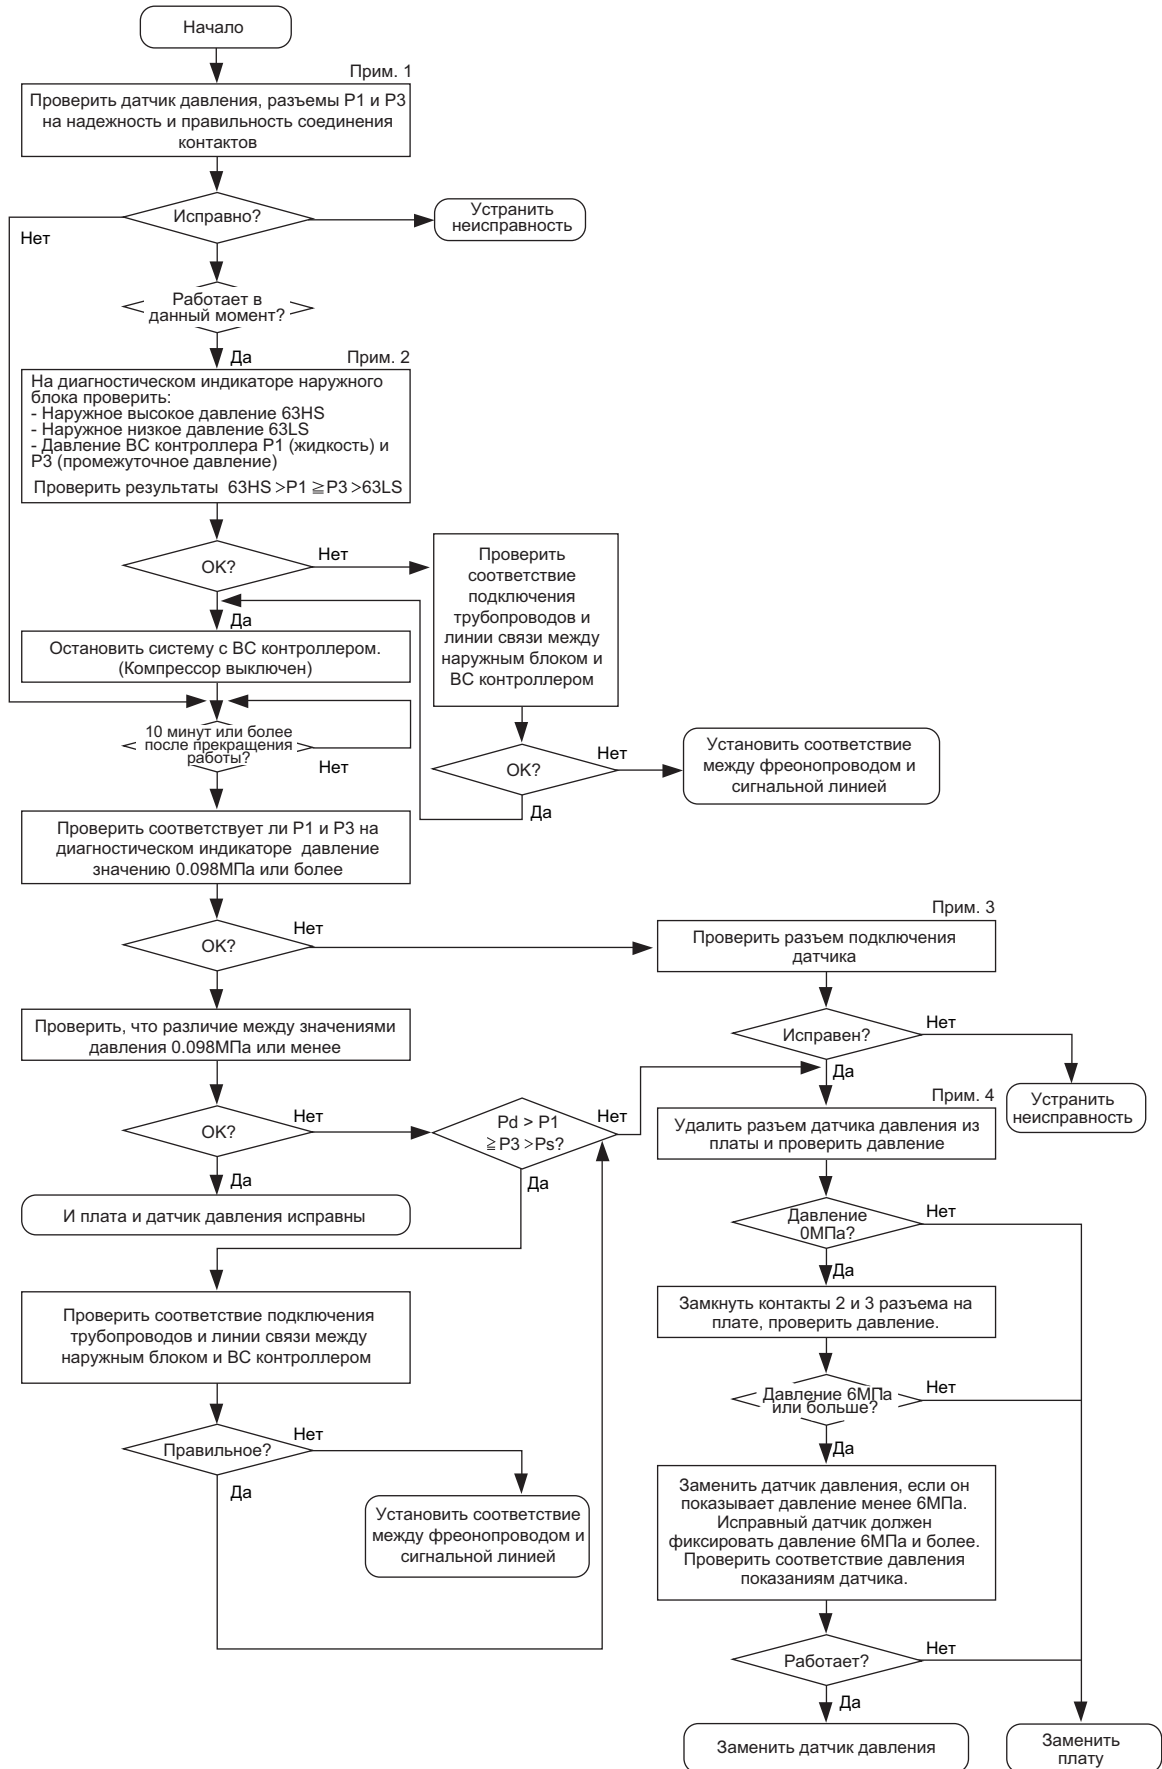 Начало
Прим. 1
Проверить датчик давления, разъемы P1 и P3
на надежность и правильность соединения
контактов
Исправно?
Устранить
неисправность
Нет
Работает в
данный момент?
Да
Прим. 2
На диагностическом индикаторе наружного
блока проверить:
- Наружное высокое давление 63HS
- Наружное низкое давление 63LS
- Давление BC контроллера P1 (жидкость) и
P3 (промежуточное давление)
Проверить результаты 63HS >P1 ≧P3 >63LS
OK?
Нет
Проверить
соответствие
подключения
трубопроводов и
линии связи между
наружным блоком и
BC контроллером
Да
Остановить систему с BC контроллером.
(Компрессор выключен)
10 минут или более
после прекращения
работы?
Нет
OK?
Нет
Установить соответствие
между фреонопроводом и
сигнальной линией
Да
Проверить соответствует ли P1 и P3 на
диагностическом индикаторе давление
значению 0.098МПа или более
OK?
Нет
Прим. 3
Проверить разъем подключения
датчика
Проверить, что различие между значениями
давления 0.098МПа или менее
Исправен?
Нет
Да
Устранить
неисправность
OK?
Нет
Pd > P1
≧P3 >Ps?
Нет
Прим. 4
Удалить разъем датчика давления из
платы и проверить давление
Да
Да
И плата и датчик давления исправны
Давление
0МПа?
Нет
Да
Проверить соответствие подключения
трубопроводов и линии связи между
наружным блоком и BC контроллером
Замкнуть контакты 2 и 3 разъема на
плате, проверить давление.
Давление 6МПа
или больше?
Нет
Да
Правильное?
Нет
Да
Установить соответствие
между фреонопроводом и
сигнальной линией
Заменить датчик давления, если он
показывает давление менее 6МПа.
Исправный датчик должен
фиксировать давление 6МПа и более.
Проверить соответствие давления
показаниям датчика.
Работает?
Нет
Да
Заменить датчик давления
Заменить
плату